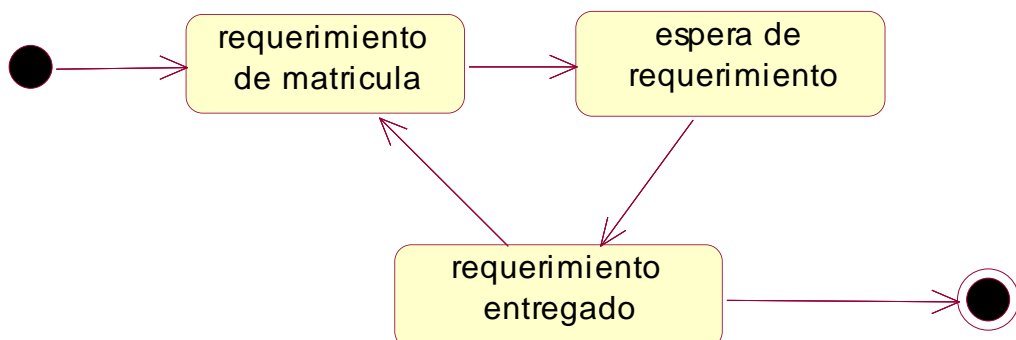 requerimiento
de matricula
espera de
requerimiento
requerimiento
entregado